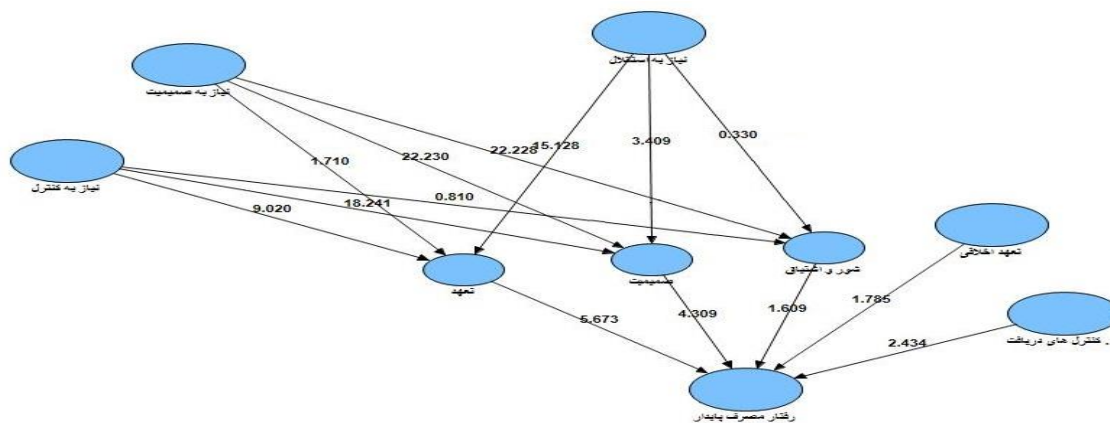 نیاز به استقلال
نیاز به صمیمیت
0.330
3.409
15.128
22.228
22.230
1.710
نیاز به کنترل
0.810
18.241
9.020
تعهد اخلاقی
شور و اشتیاق
صمیمیت
تعهد
1.785
1.609
4.309
5.673
کنترل های دریافت .
2.434
رفتار مصرف پایدار